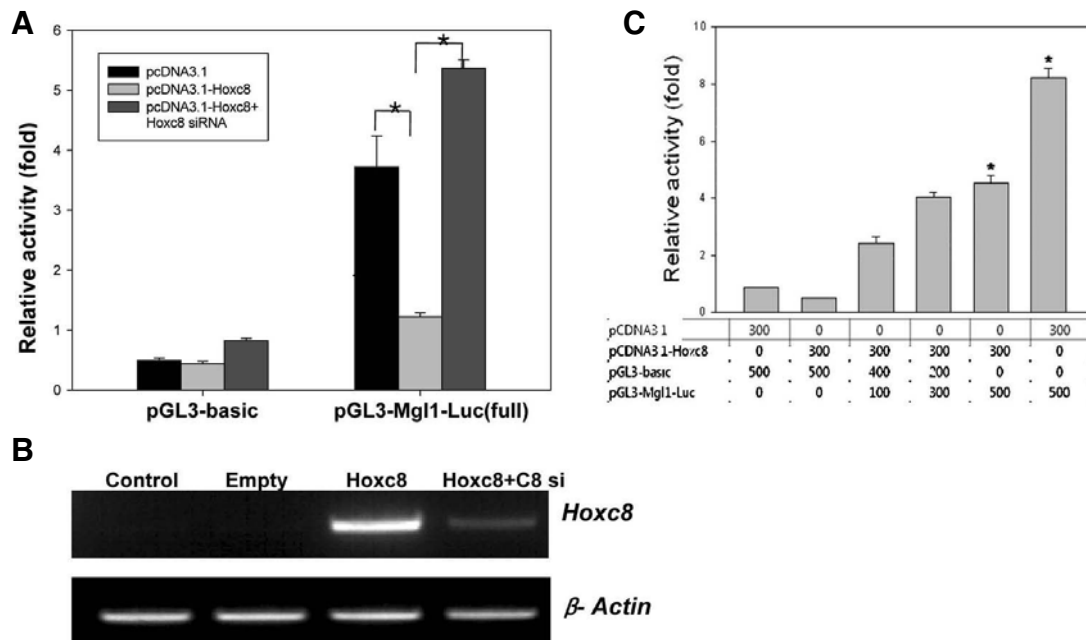 A
Relative activity (fold)
6
5
4
3
2
1
0
pcDNA3.1
pcDNA3.1-Hoxc8
pcDNA3.1-Hoxc8+
Hoxc8 siRNA
*
*
pGL3-basic pGL3-Mgl1-Luc(full)
B
Control Empty Hoxc8 Hoxc8+C8 si
Hoxc8
β- Actin
C
Relative activity (fold)
10
8
6
4
2
0
*
*
pCDNA3.1 300 0 0 0 0 300
pCDNA3.1-Hoxc8 0 300 300 300 300 0
pGL3-basic 500 500 400 200 0 0
pGL3-Mgl1-Luc 0 0 100 300 500 500